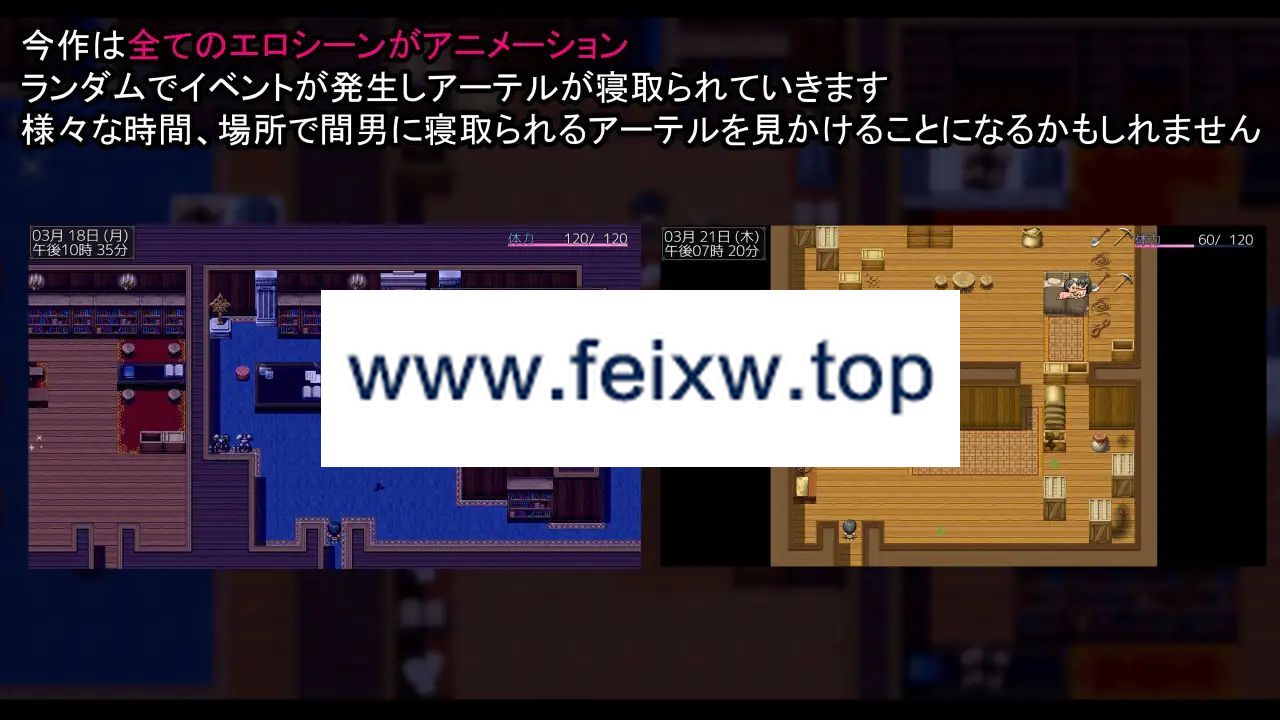 今作は全てのエロシーンがアニメーション
ランダムでイベントが発生しアーテルが寝取られていきます
様々な時間、場所で間男に寝取られるアーテルを見かけることになるかもしれません
03月 18日 (月)
午後10時 35分
体力 120/ 120
03月 21日 (木)
午後07時 20分
体力 60/ 120
www.feixw.top